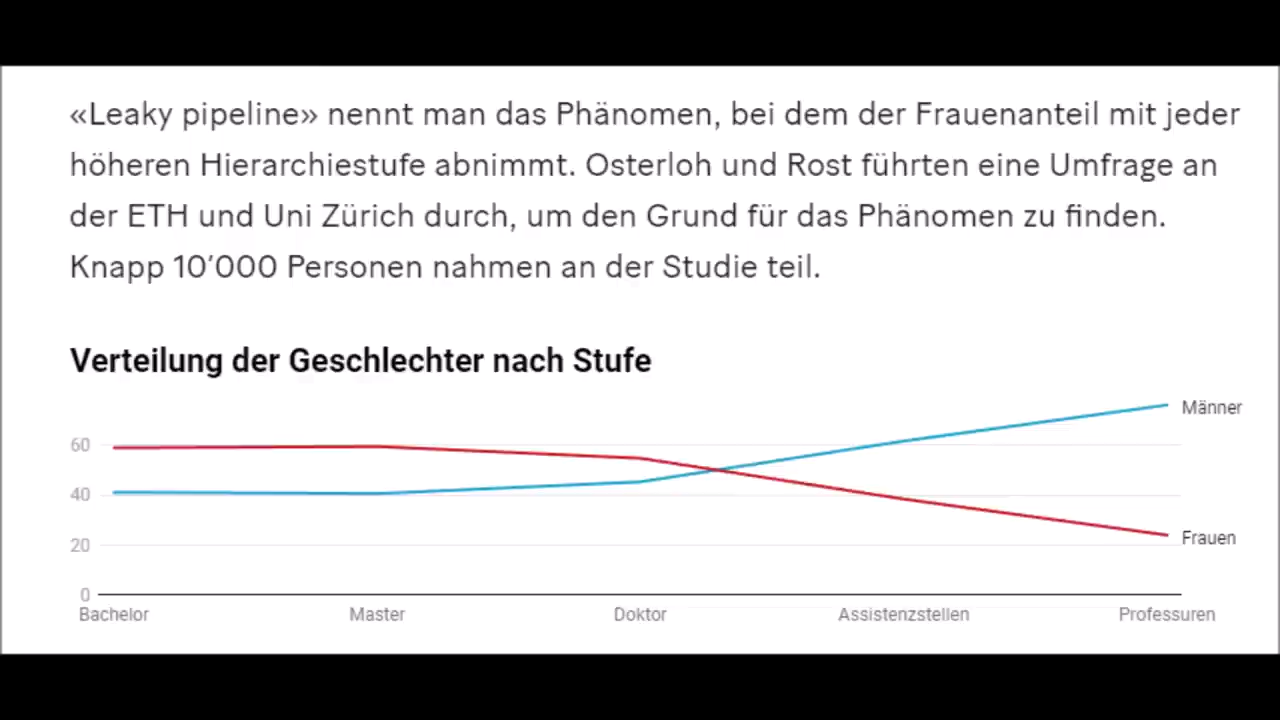 «Leaky pipeline» nennt man das Phänomen, bei dem der Frauenanteil mit jeder
höheren Hierarchiestufe abnimmt. Osterloh und Rost führten eine Umfrage an
der ETH und Uni Zürich durch, um den Grund für das Phänomen zu finden.
Knapp 10’000 Personen nahmen an der Studie teil.
Verteilung der Geschlechter nach Stufe
Männer
60
40
20
Frauen
0
Bachelor Master Doktor Assistenzstellen Professuren